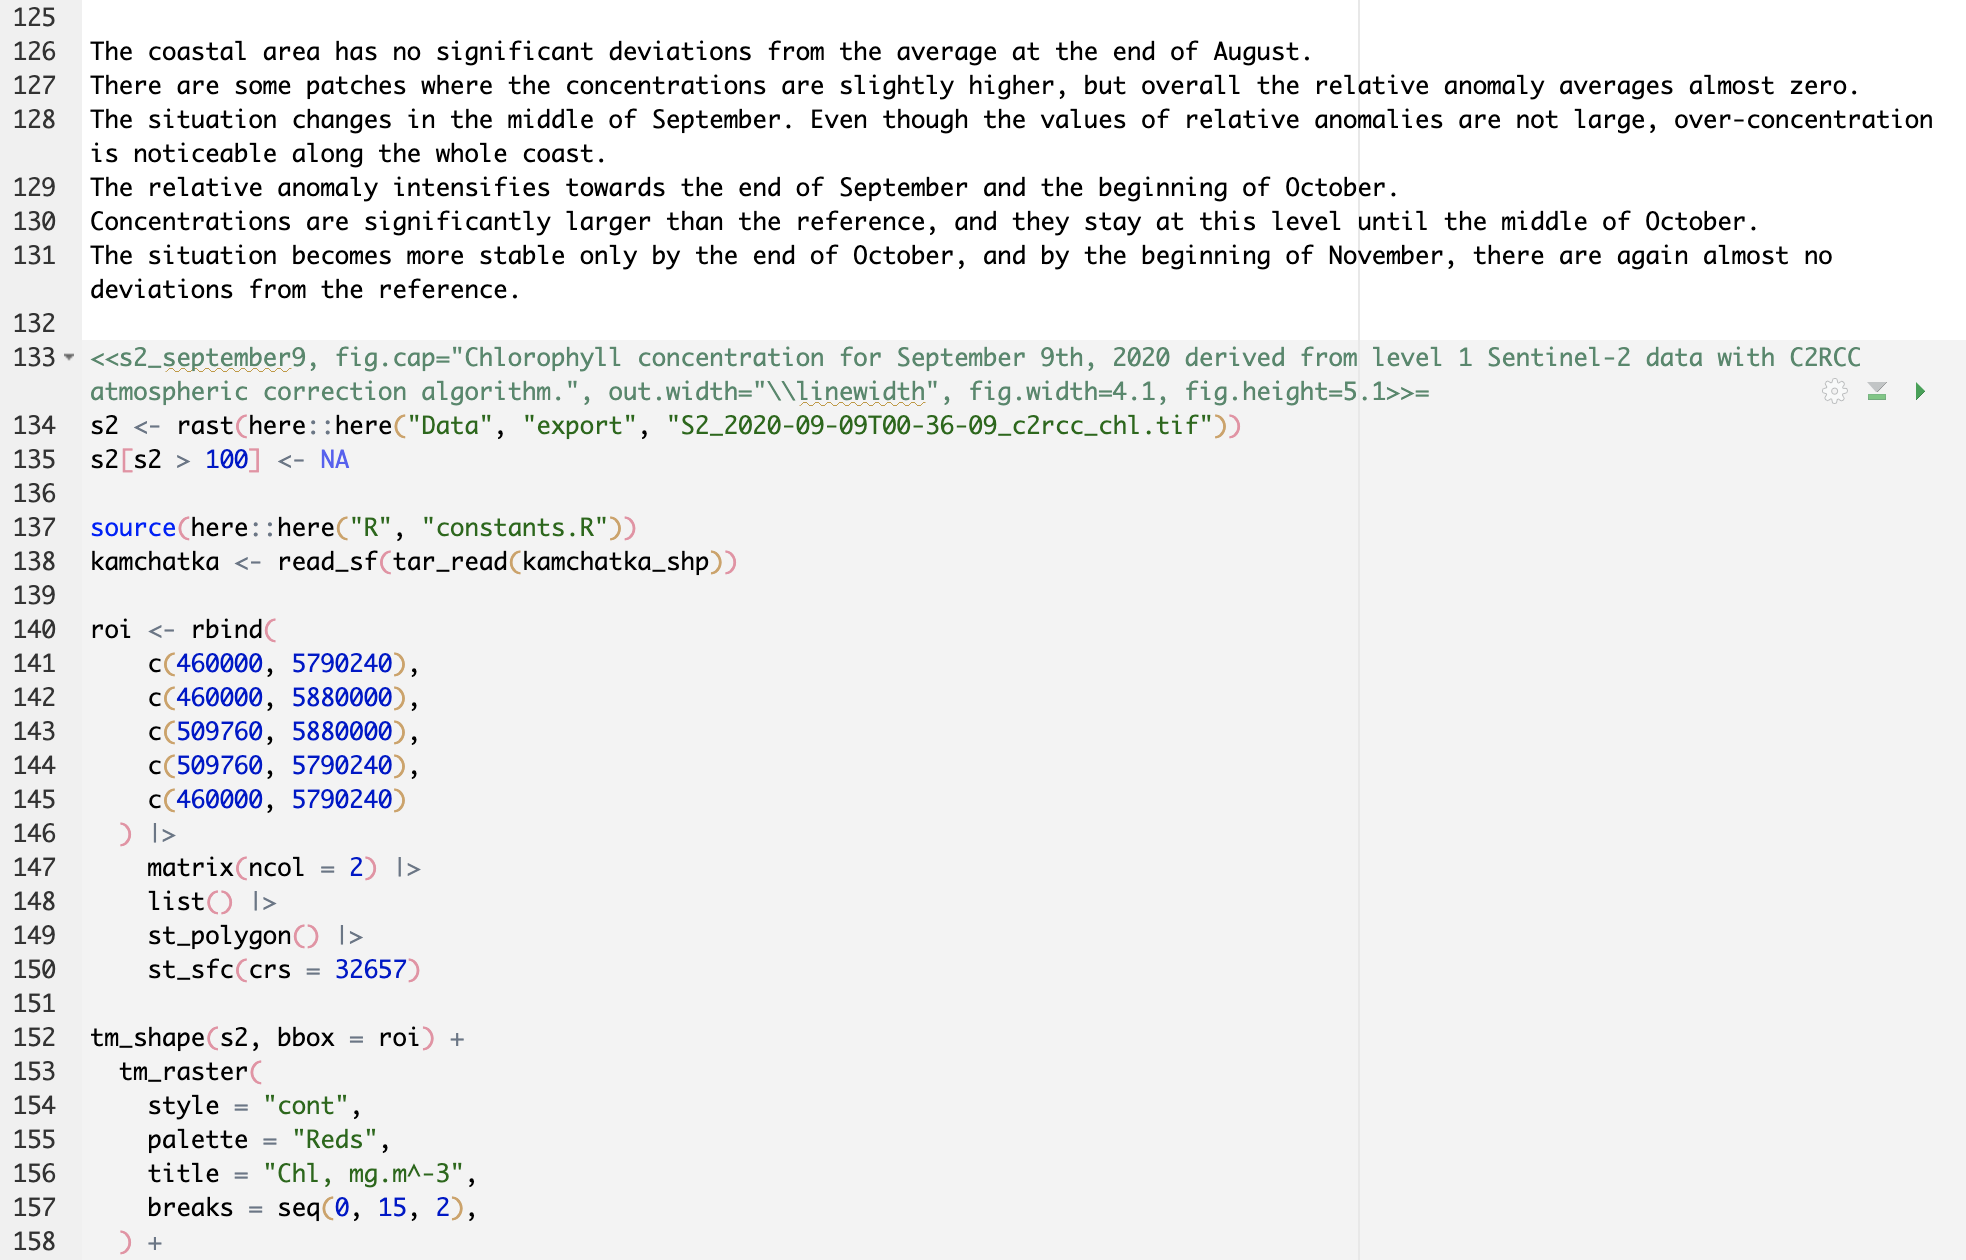 125
126 The coastal area has no significant deviations from the average at the end of August.
127 There are some patches where the concentrations are slightly higher, but overall the relative anomaly averages almost zero.
128 The situation changes in the middle of September. Even though the values of relative anomalies are not large, over-concentration
is noticeable along the whole coast.
129 The relative anomaly intensifies towards the end of September and the beginning of October.
130 Concentrations are significantly larger than the reference, and they stay at this level until the middle of October.
131 The situation becomes more stable only by the end of October, and by the beginning of November, there are again almost no
deviations from the reference.
132
133 <<s2_september9, fig.cap="Chlorophyll concentration for September 9th, 2020 derived from level 1 Sentinel-2 data with C2RCC
atmospheric correction algorithm.", out.width="\\linewidth", fig.width=4.1, fig.height=5.1>>=
134 s2 <- rast(here::here("Data", "export", "S2_2020-09-09T00-36-09_c2rcc_chl.tif"))
135 s2[s2 > 100] <- NA
136
137 source(here::here("R", "constants.R"))
138 kamchatka <- read_sf(tar_read(kamchatka_shp))
139
140 roi <- rbind(
141     c(460000, 5790240),
142     c(460000, 5880000),
143     c(509760, 5880000),
144     c(509760, 5790240),
145     c(460000, 5790240)
146   ) |>
147     matrix(ncol = 2) |>
148     list() |>
149     st_polygon() |>
150     st_sfc(crs = 32657)
151
152 tm_shape(s2, bbox = roi) +
153   tm_raster(
154     style = "cont",
155     palette = "Reds",
156     title = "Chl, mg.m^-3",
157     breaks = seq(0, 15, 2),
158   ) +